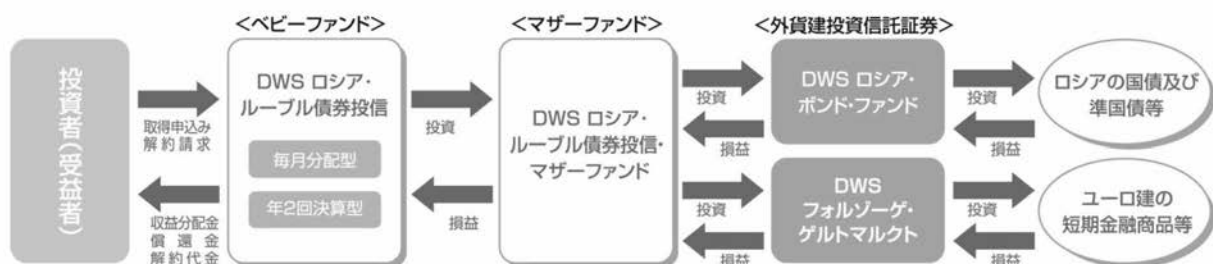 <ベビーファンド>
<マザーファンド>
<外貨建投資信託証券>
投資者(受益者)
取得申込み
解約請求
収益分配金
償還金
解約代金
DWS ロシア・
ルーブル債券投信
毎月分配型
年2回決算型
投資
損益
DWS ロシア・
ルーブル債券投信・
マザーファンド
投資
損益
投資
損益
DWS ロシア・
ボンド・ファンド
DWS
フォルゾーゲ・
ゲルトマルクト
投資
損益
投資
損益
ロシアの国債及び
準国債等
ユーロ建の
短期金融商品等